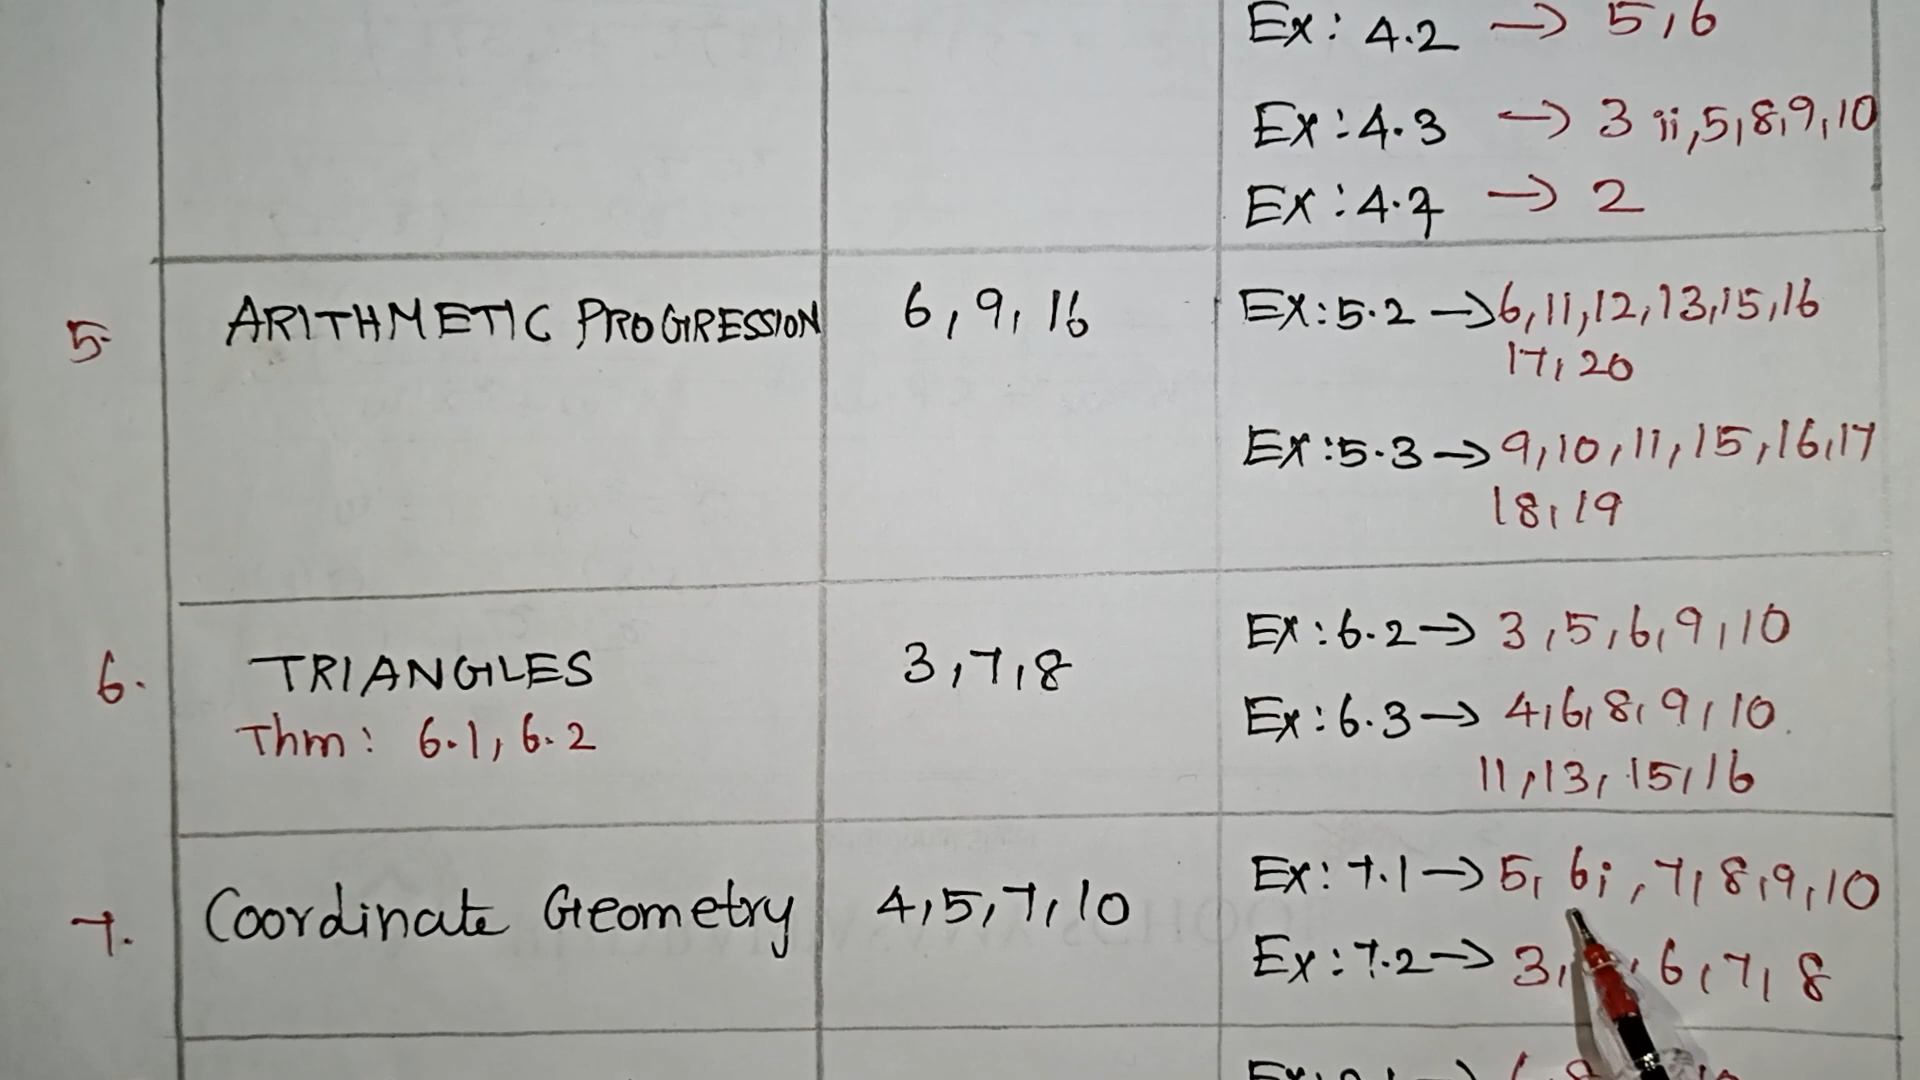 Ex: 4.2 → 5, 6
Ex: 4.3 → 3 ii, 5, 8, 9, 10
Ex: 4.4 → 2
5. ARITHMETIC PROGRESSION 6, 9, 16 Ex: 5.2 → 6, 11, 12, 13, 15, 16
17, 20
Ex: 5.3 → 9, 10, 11, 15, 16, 17
18, 19
6. TRIANGLES 3, 7, 8 Ex: 6.2 → 3, 5, 6, 9, 10
Thm: 6.1, 6.2 Ex: 6.3 → 4, 6, 8, 9, 10
11, 13, 15, 16
7. Coordinate Geometry 4, 5, 7, 10 Ex: 7.1 → 5, 6i, 7, 8, 9, 10
Ex: 7.2 → 3, , 6, 7, 8